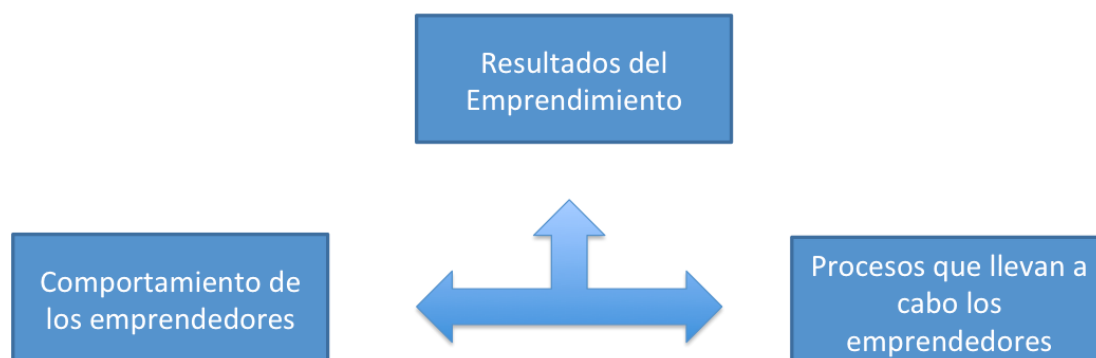 Resultados del
Emprendimiento
Comportamiento de
los emprendedores
Procesos que llevan a
cabo los
emprendedores